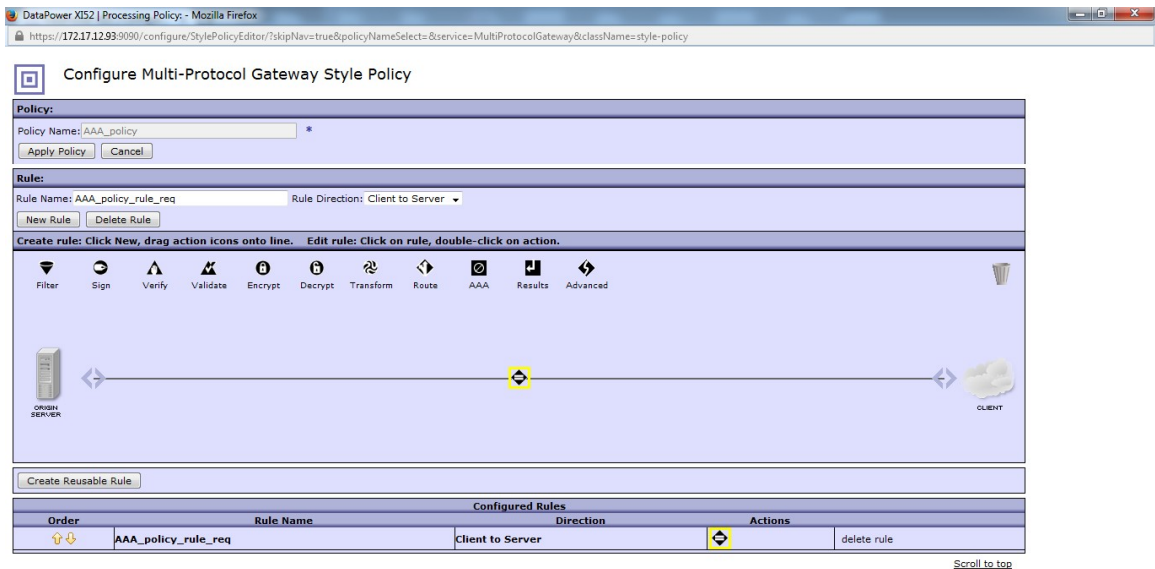 DataPower XI52 | Processing Policy: - Mozilla Firefox
https://172.17.12.93:9090/configure/StylePolicyEditor/?skipNav=true&policyNameSelect=&service=MultiProtocolGateway&className=style-policy
Configure Multi-Protocol Gateway Style Policy
Policy:
Policy Name: AAA_policy *
Apply Policy Cancel
Rule:
Rule Name: AAA_policy_rule_req Rule Direction: Client to Server
New Rule Delete Rule
Create rule: Click New, drag action icons onto line. Edit rule: Click on rule, double-click on action.
Filter Sign Verify Validate Encrypt Decrypt Transform Route AAA Results Advanced
ORIGIN
SERVER
CLIENT
Create Reusable Rule
Configured Rules
Order Rule Name Direction Actions
AAA_policy_rule_req Client to Server delete rule
Scroll to top